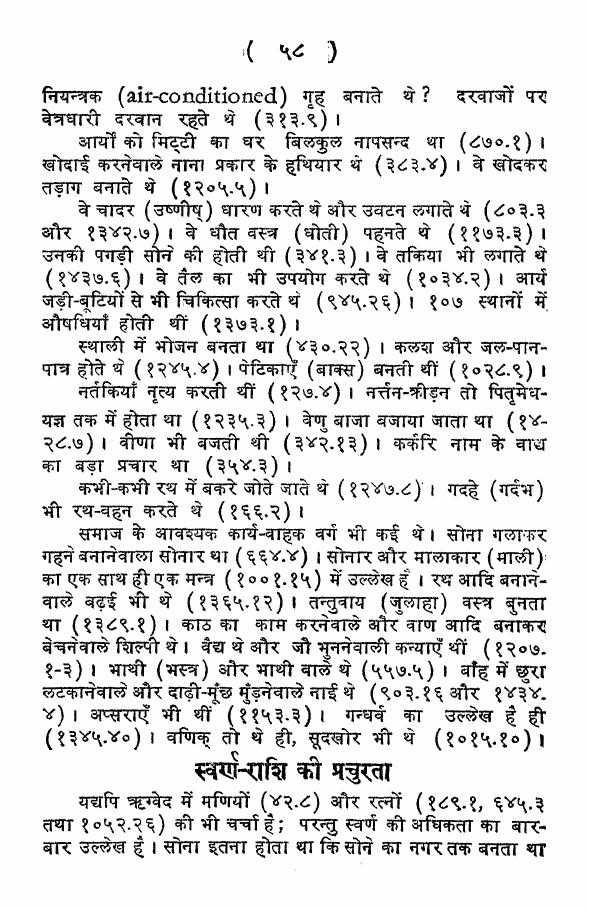 ( ५८ )
नियन्त्रक (air-conditioned) गृह बनाते थे? दरवाजों पर
वेत्रधारी दरवान रहते थे (३१३.९)।
आर्यों को मिट्टी का घर बिलकुल नापसन्द था (८७०.१)।
खोदाई करनेवाले नाना प्रकार के हथियार थे (३८३.४)। वे खोदकर
तड़ाग बनाते थे (१२०५.५)।
वे चादर (उष्णीष्) धारण करते थे और उवटन लगाते थे (८०३.३
और १३४२.७)। वे धौत वस्त्र (धोती) पहनते थे (११७३.३)।
उनकी पगड़ी सोने की होती थी (३४१.३)। वे तकिया भी लगाते थे
(१४३७.६)। वे तैल का भी उपयोग करते थे (१०३४.२)। आर्य
जड़ी-बूटियों से भी चिकित्सा करते थे (९४५.२६)। १०७ स्थानों में
औषधियाँ होती थीं (१३७३.१)।
स्थाली में भोजन बनता था (४३०.२२)। कलश और जल-पान-
पात्र होते थे (१२४५.४)। पेटिकाएँ (बाक्स) बनती थीं (१०२८.९)।
नर्तकियाँ नृत्य करती थीं (१२७.४)। नर्त्तन-क्रीड़न तो पितृमेध-
यज्ञ तक में होता था (१२३५.३)। वेणु बाजा बजाया जाता था (१४-
२८.७)। वीणा भी बजती थी (३४२.१३)। कर्करि नाम के वाद्य
का बड़ा प्रचार था (३५४.३)।
कभी-कभी रथ में बकरे जोते जाते थे (१२४७.८)। गदहे (गर्दभ)
भी रथ-वहन करते थे (१६६.२)।
समाज के आवश्यक कार्य-वाहक वर्ग भी कई थे। सोना गलाकर
गहने बनानेवाला सोनार था (६६४.४)। सोनार और मालाकार (माली)
का एक साथ ही एक मन्त्र (१००१.१५) में उल्लेख है। रथ आदि बनाने-
वाले बढ़ई भी थे (१३६५.१२)। तन्तुवाय (जुलाहा) वस्त्र बुनता
था (१३८९.१)। काठ का काम करनेवाले और वाण आदि बनाकर
बेचनेवाले शिल्पी थे। वैद्य थे और जौ भुननेवाली कन्याएँ थीं (१२०७.
१-३)। भाथी (भस्त्र) और भाथी वाले थे (५५७.५)। बाँह में छुरा
लटकानेवाले और दाढ़ी-मूँछ मुँड़नेवाले नाई थे (९०३.१६ और १४३४.
४)। अप्सराएँ भी थीं (११५३.३)। गन्धर्व का उल्लेख है ही
(१३४५.४०)। वणिक् तो थे ही, सूदखोर भी थे (१०१५.१०)।
स्वर्ण-राशि की प्रचुरता
यद्यपि ऋग्वेद में मणियों (४२.८) और रत्नों (१८९.१, ६४५.३
तथा १०५२.२६) की भी चर्चा है; परन्तु स्वर्ण की अधिकता का बार-
बार उल्लेख है। सोना इतना होता था कि सोने का नगर तक बनता था